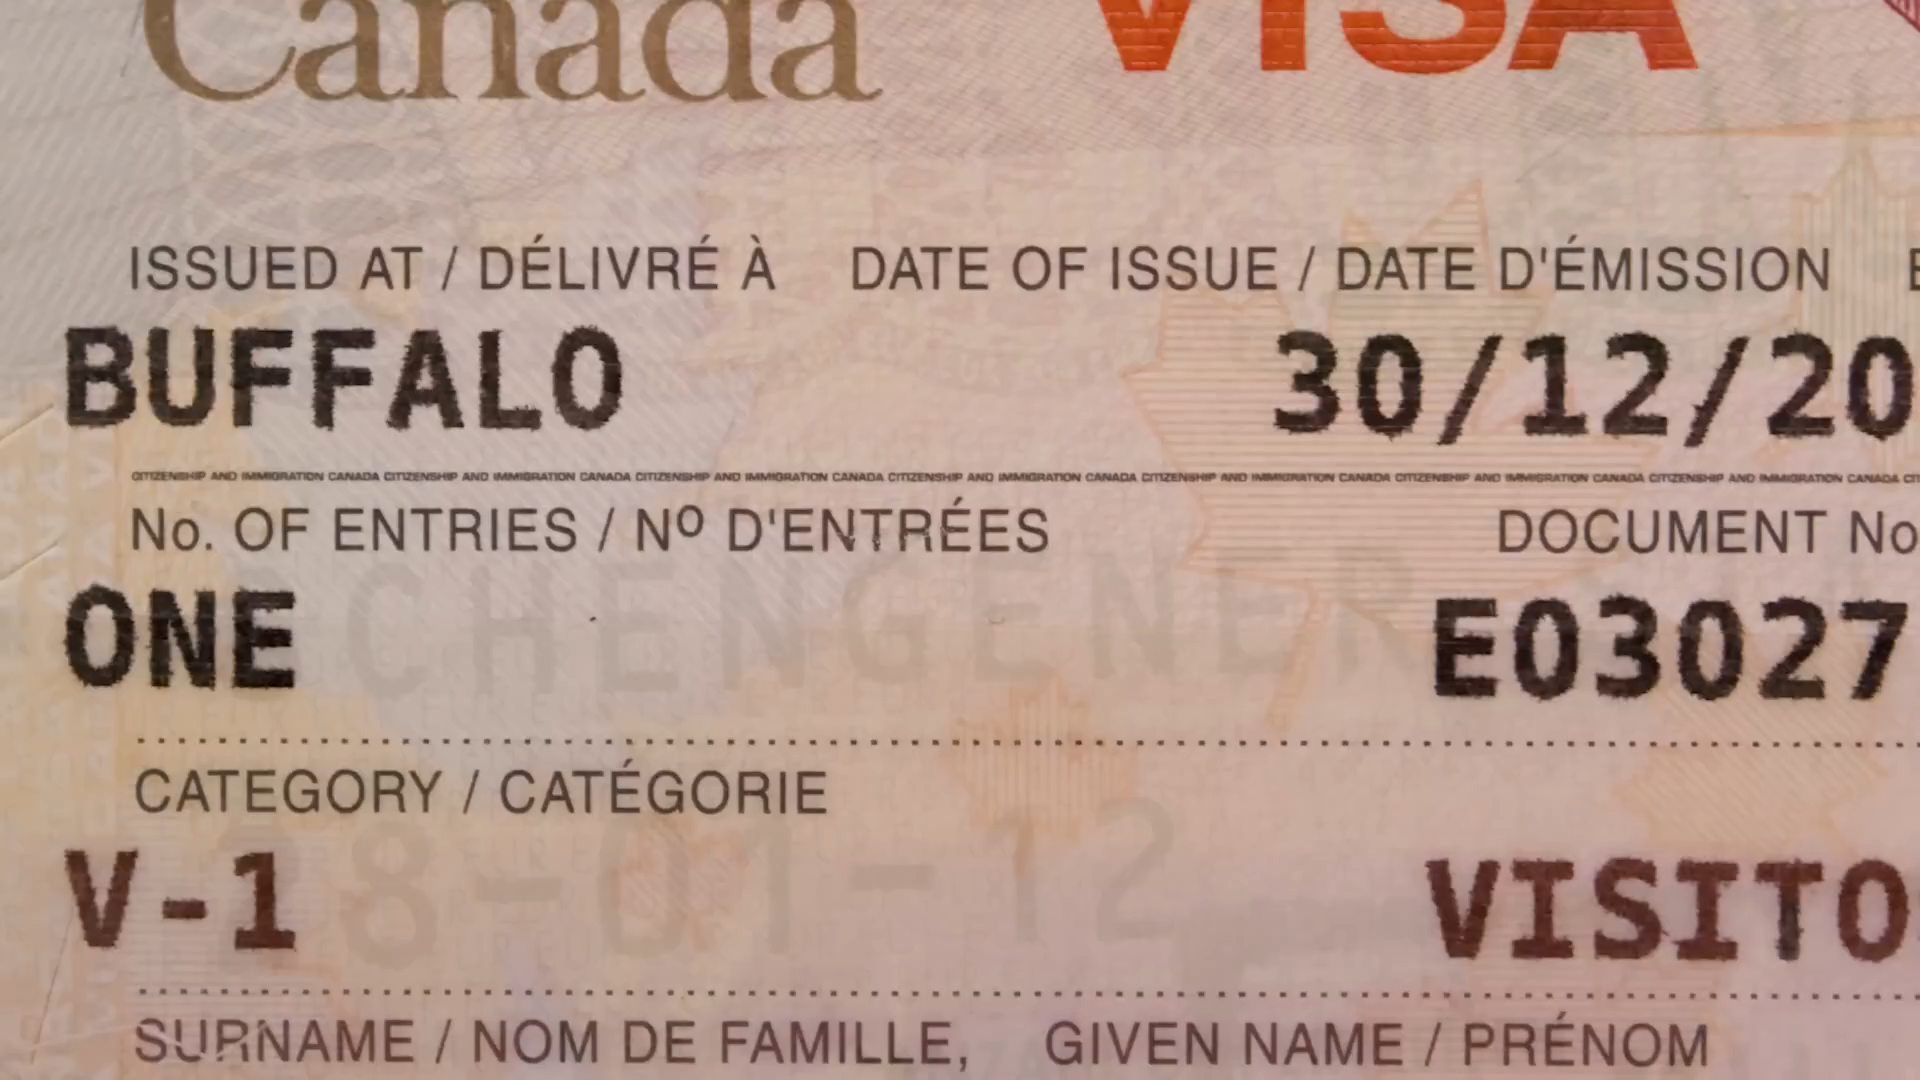 Canada VISA
ISSUED AT / DÉLIVRÉ À DATE OF ISSUE / DATE D'ÉMISSION
BUFFALO 30/12/20
CITIZENSHIP AND IMMIGRATION CANADA CITIZENSHIP AND IMMIGRATION CANADA CITIZENSHIP AND IMMIGRATION CANADA CITIZENSHIP AND IMMIGRATION CANADA CITIZENSHIP AND IMMIGRATION CANADA CITIZENSHIP AND IMMIGRATION CANADA CITIZENSHIP AND IMMIGRATION CANADA
No. OF ENTRIES / Nº D'ENTRÉES DOCUMENT No
ONE E03027
CHENGENER
CATEGORY / CATÉGORIE
V-1 VISITO
8-01-12
SURNAME / NOM DE FAMILLE, GIVEN NAME / PRÉNOM